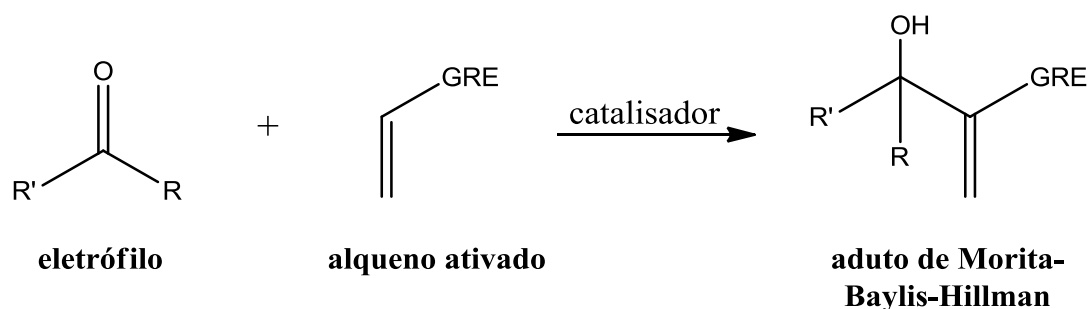 O
R'
R
eletrófilo
+
GRE
alqueno ativado
catalisador
OH
GRE
R'
R
aduto de Morita-
Baylis-Hillman